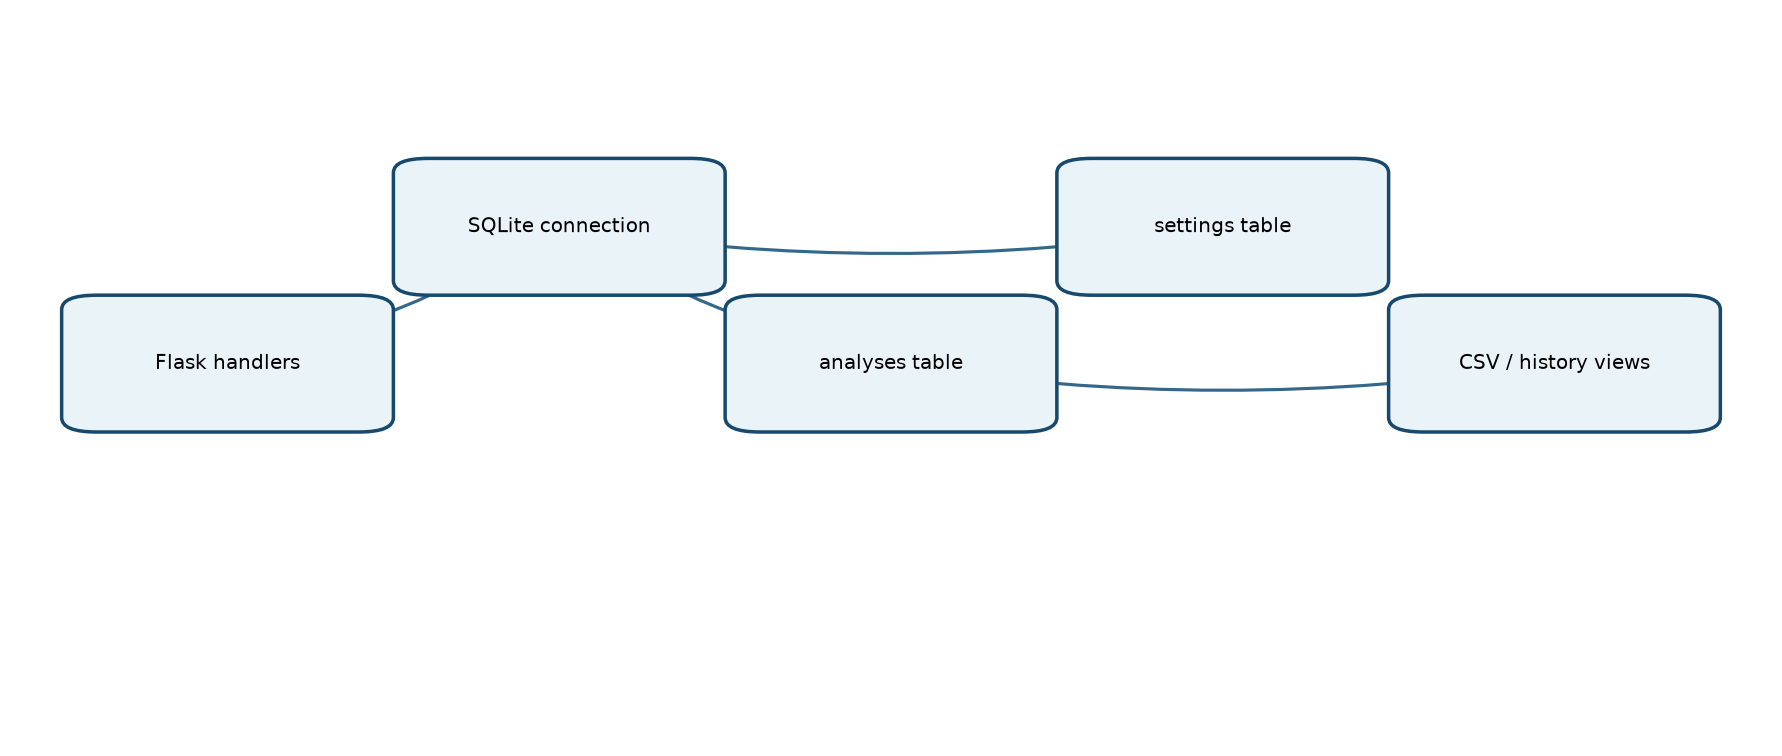 SQLite connection
settings table
Flask handlers
analyses table
CSV / history views